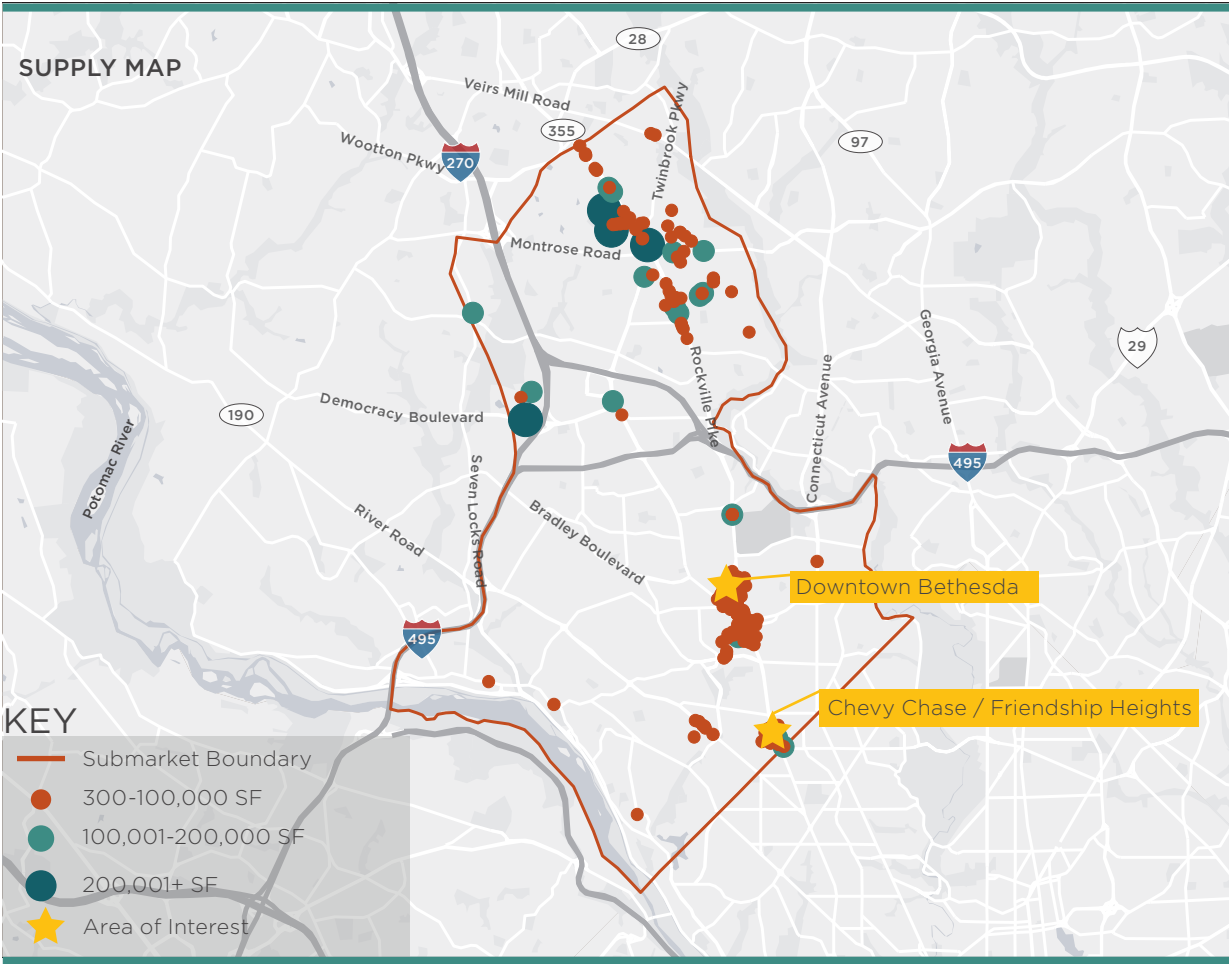 SUPPLY MAP
28
Veirs Mill Road
355
Twinbrook Pkwy
Wootton Pkwy
270
97
Montrose Road
Georgia Avenue
29
Rockville Pike
Connecticut Avenue
190
Democracy Boulevard
Potomac River
495
Seven Locks Road
Bradley Boulevard
River Road
Downtown Bethesda
495
Chevy Chase / Friendship Heights
KEY
Submarket Boundary
300-100,000 SF
100,001-200,000 SF
200,001+ SF
Area of Interest